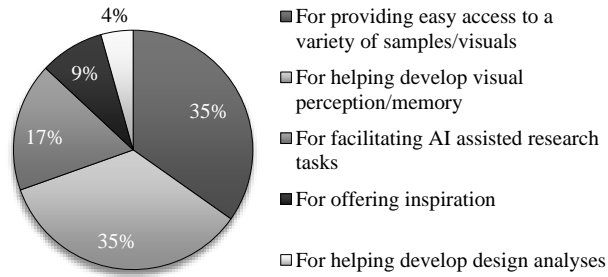 4%
9%
17%
35%
35%
For providing easy access to a
variety of samples/visuals
For helping develop visual
perception/memory
For facilitating AI assisted research
tasks
For offering inspiration
For helping develop design analyses